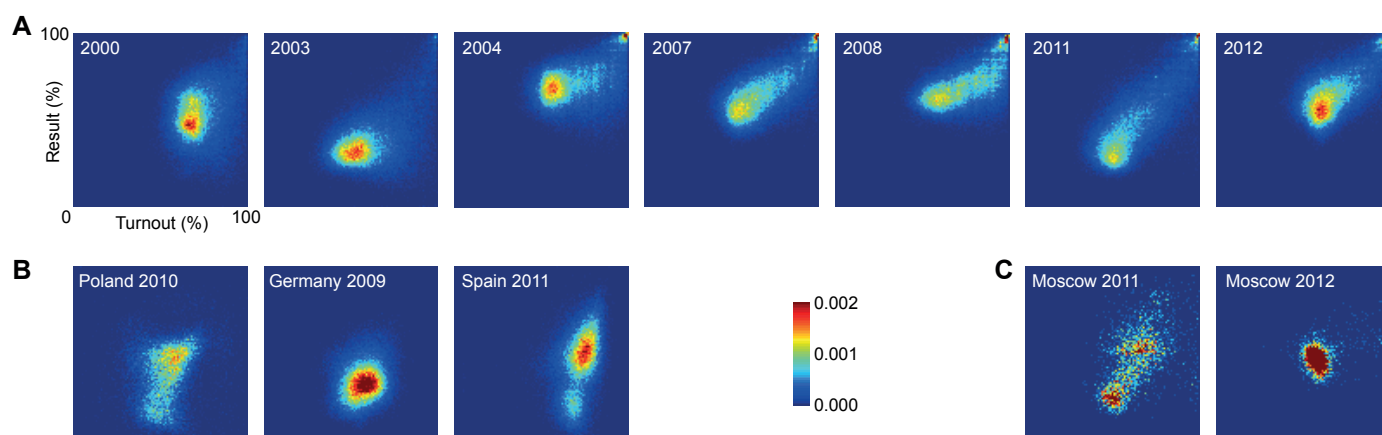 A
100
2000
2003
2004
2007
2008
2011
2012
Result (%)
0
Turnout (%)
100
B
Poland 2010
Germany 2009
Spain 2011
0.002
0.001
0.000
C
Moscow 2011
Moscow 2012